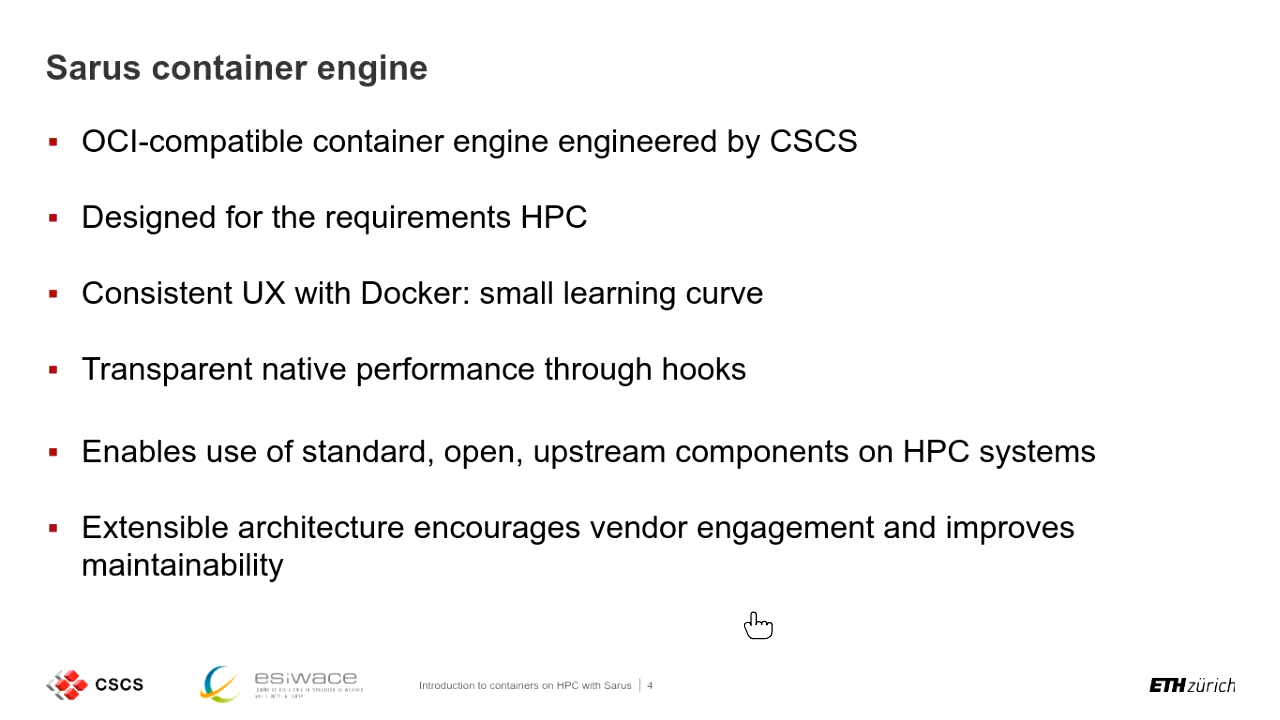 Sarus container engine
▪ OCI-compatible container engine engineered by CSCS
▪ Designed for the requirements HPC
▪ Consistent UX with Docker: small learning curve
▪ Transparent native performance through hooks
▪ Enables use of standard, open, upstream components on HPC systems
▪ Extensible architecture encourages vendor engagement and improves
maintainability
CSCS
esiwace
Introduction to containers on HPC with Sarus | 4
ETH zürich